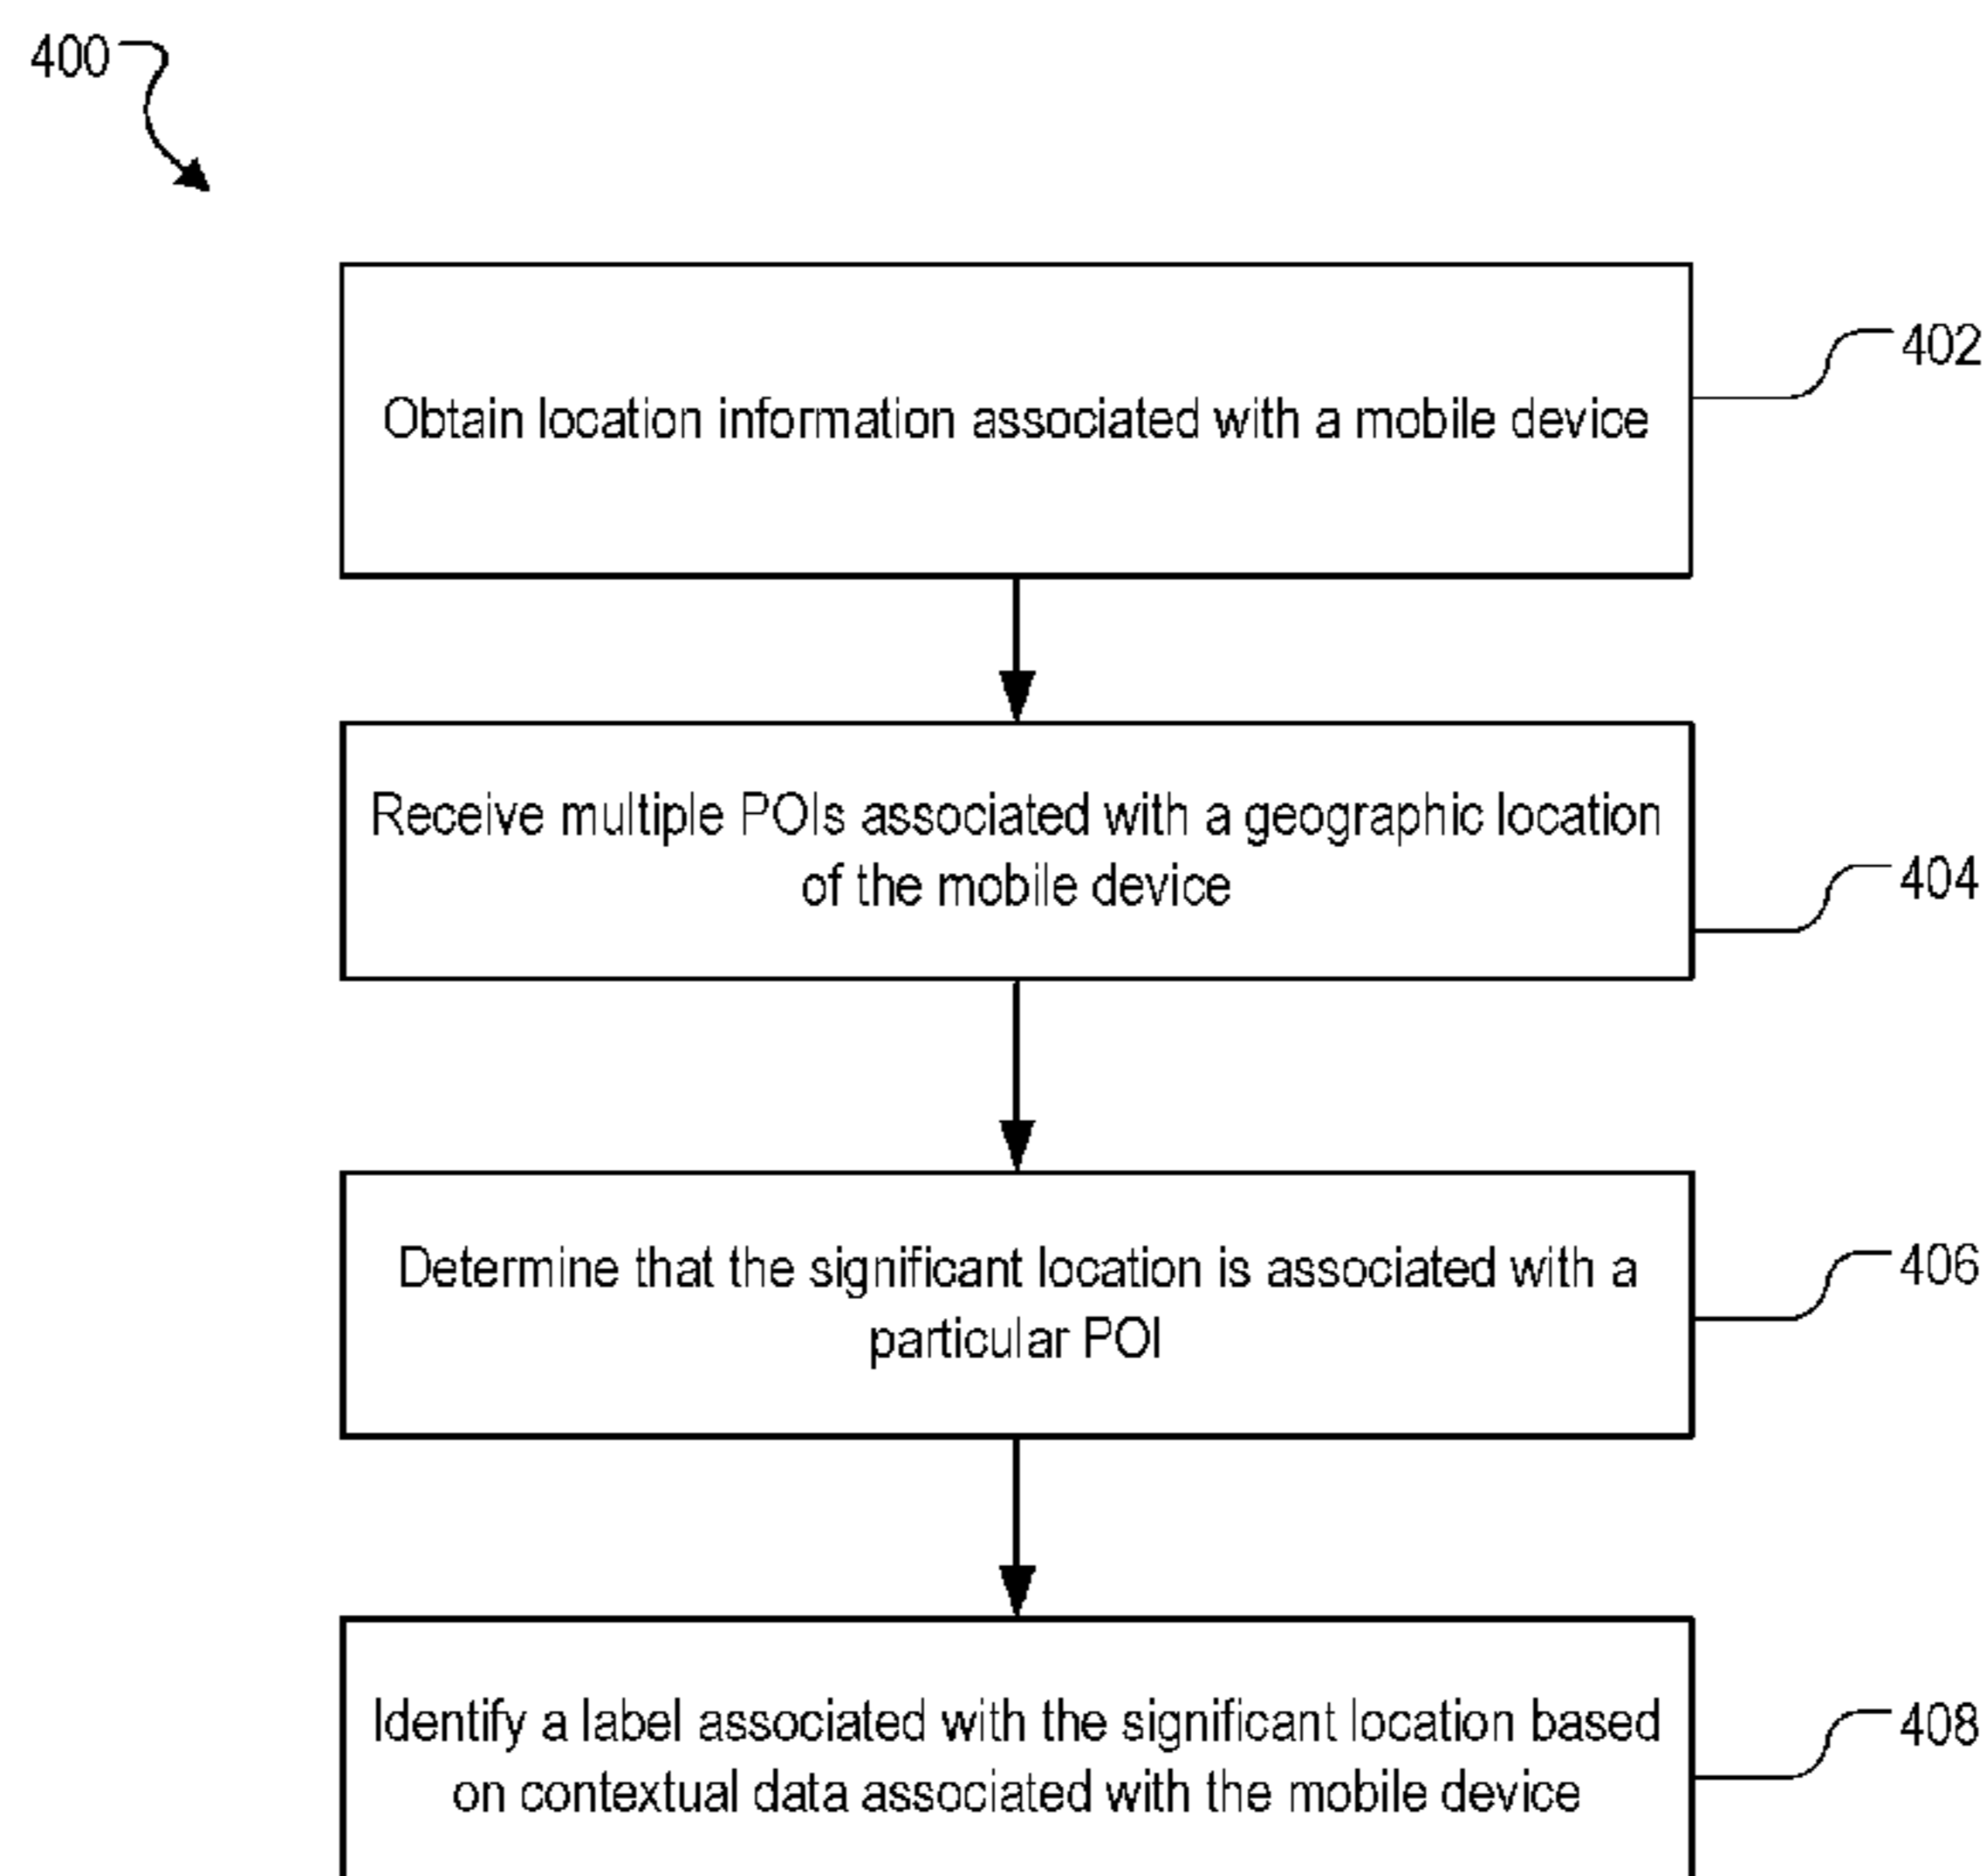 400
Obtain location information associated with a mobile device
402
Receive multiple POIs associated with a geographic location
of the mobile device
404
Determine that the significant location is associated with a
particular POI
406
Identify a label associated with the significant location based
on contextual data associated with the mobile device
408